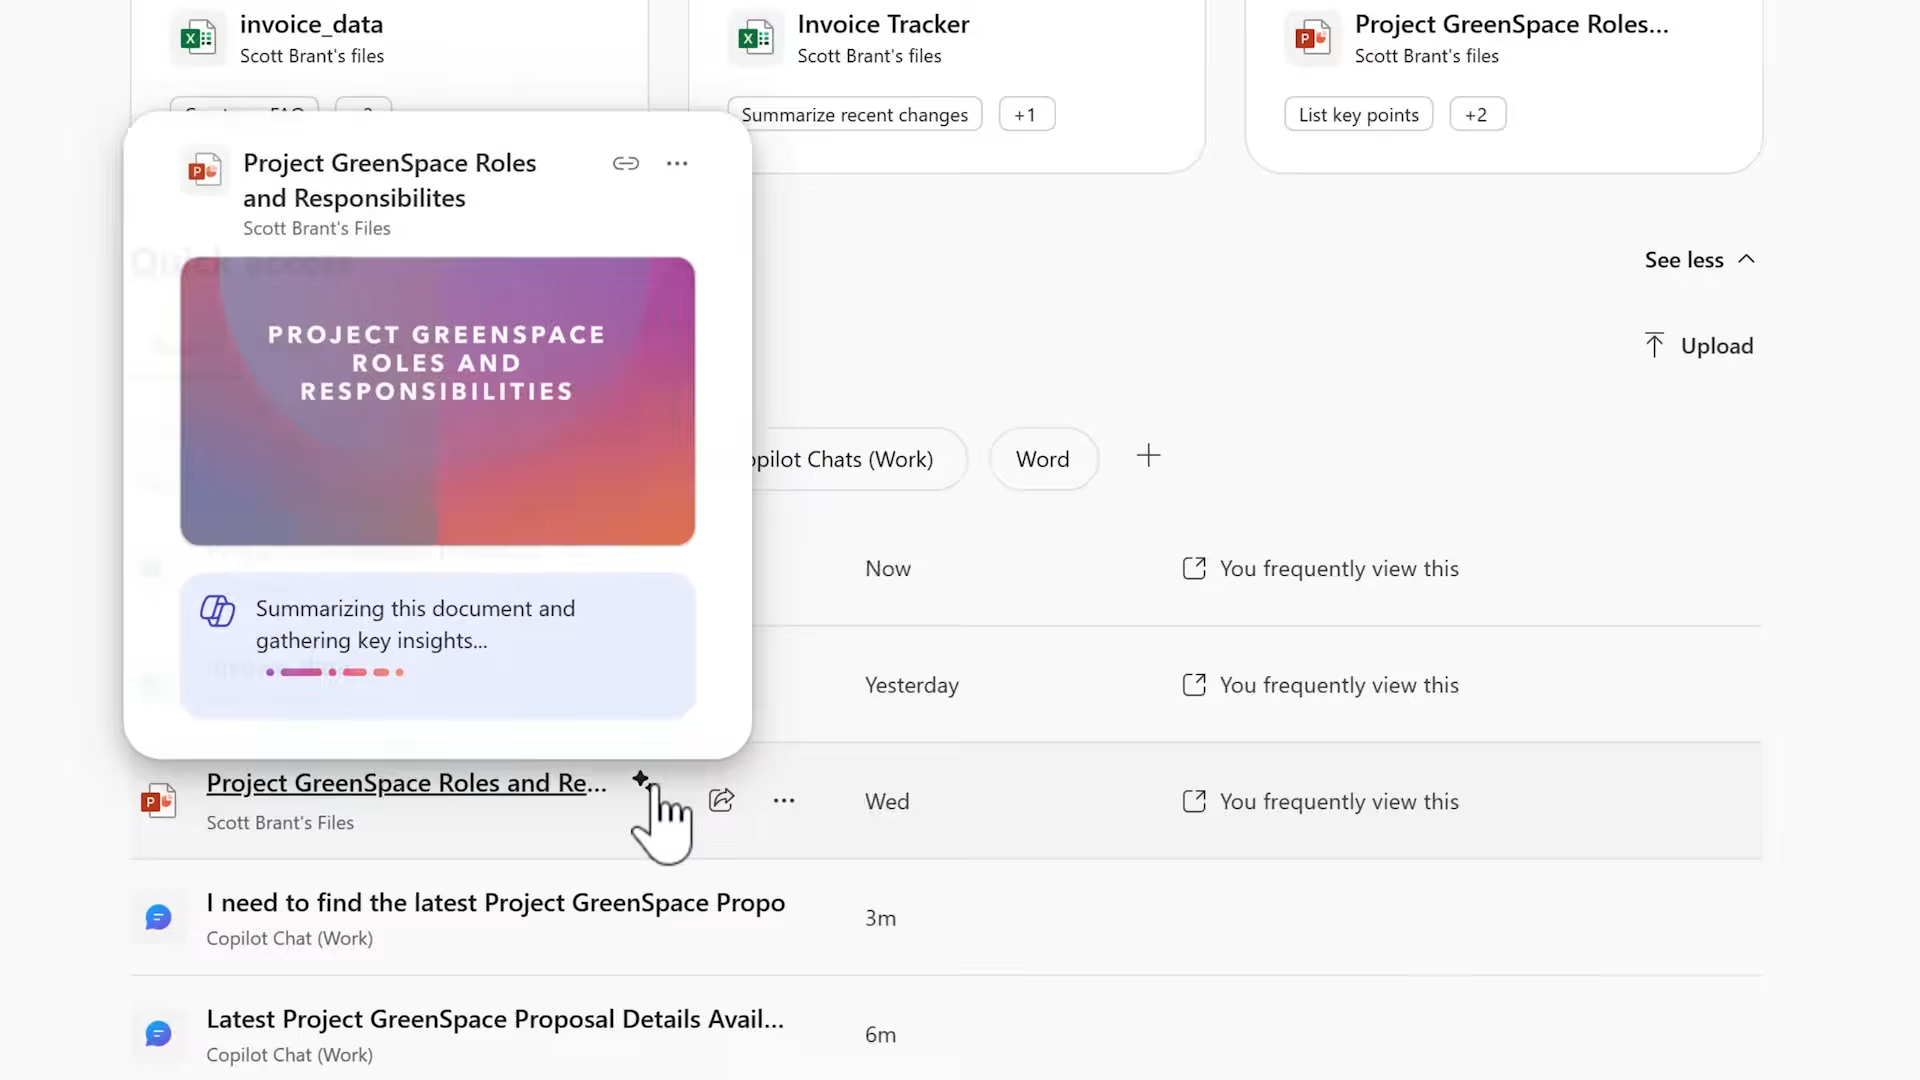 invoice_data
Scott Brant's files
Invoice Tracker
Scott Brant's files
Summarize recent changes
+1
Project GreenSpace Roles...
Scott Brant's files
List key points
+2
Project GreenSpace Roles
and Responsibilites
Scott Brant's Files
Quick access
PROJECT GREENSPACE
ROLES AND
RESPONSIBILITIES
Summarizing this document and
gathering key insights...
See less
Upload
opilot Chats (Work)
Word
Now
You frequently view this
Yesterday
You frequently view this
Project GreenSpace Roles and Re...
Scott Brant's Files
Wed
You frequently view this
I need to find the latest Project GreenSpace Propo
Copilot Chat (Work)
3m
Latest Project GreenSpace Proposal Details Avail...
Copilot Chat (Work)
6m